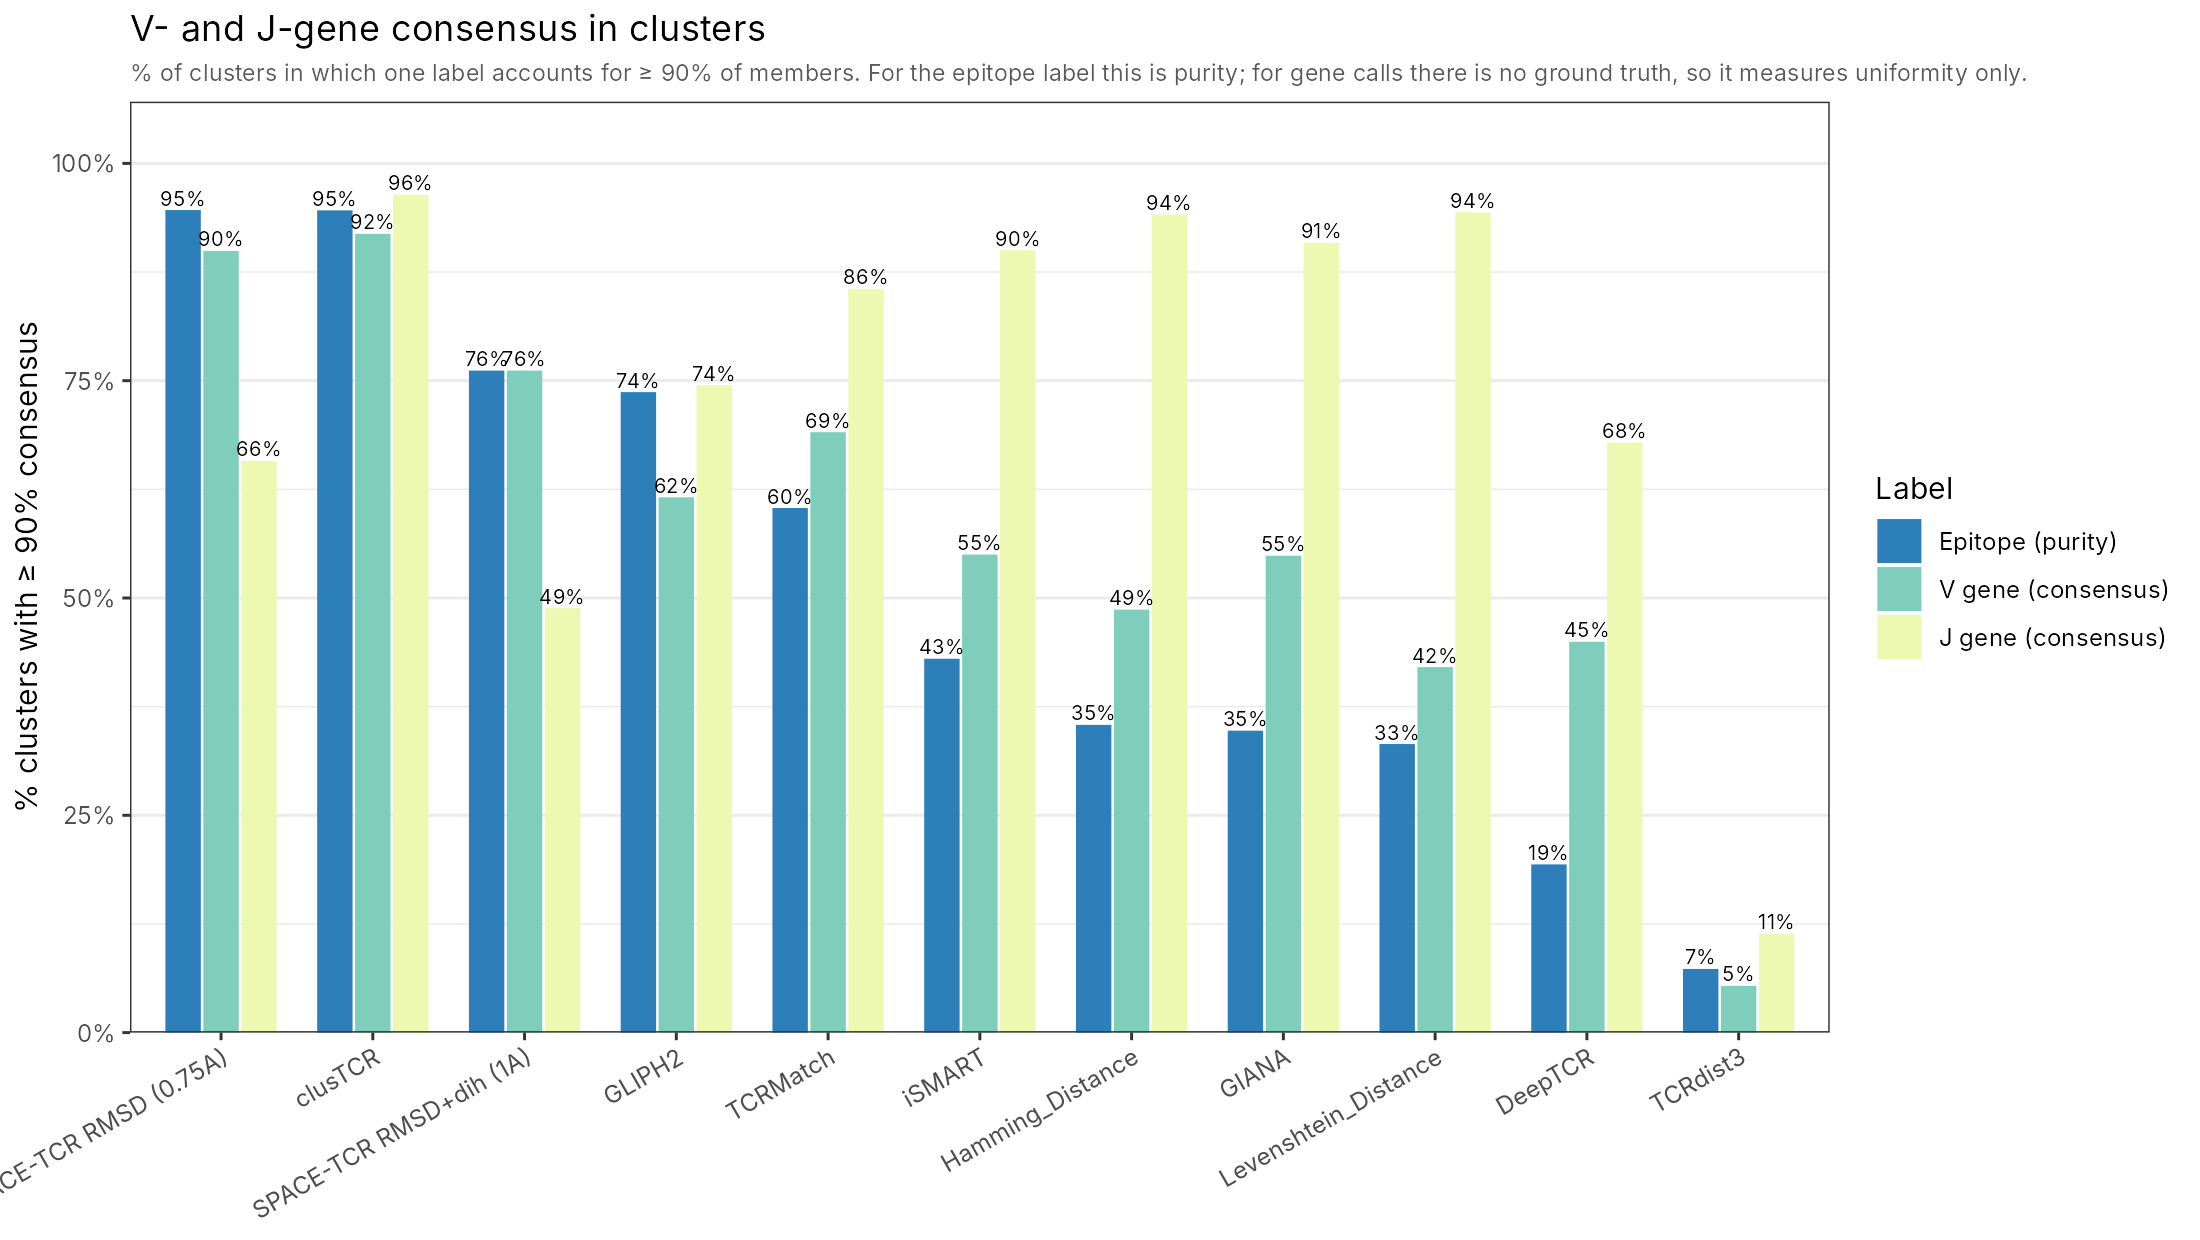 V- and J-gene consensus in clusters
% of clusters in which one label accounts for ≥ 90% of members. For the epitope label this is purity; for gene calls there is no ground truth, so it measures uniformity only.
% clusters with ≥ 90% consensus
100%
75%
50%
25%
0%
95% 90% 66%
95% 92% 96%
76% 76% 49%
74% 62% 74%
60% 69% 86%
43% 55% 90%
35% 49% 94%
35% 55% 91%
33% 42% 94%
19% 45% 68%
7% 5% 11%
CE-TCR RMSD (0.75A)
clusTCR
SPACE-TCR RMSD+dih (1A)
GLIPH2
TCRMatch
iSMART
Hamming_Distance
GIANA
Levenshtein_Distance
DeepTCR
TCRdist3
Label
Epitope (purity)
V gene (consensus)
J gene (consensus)